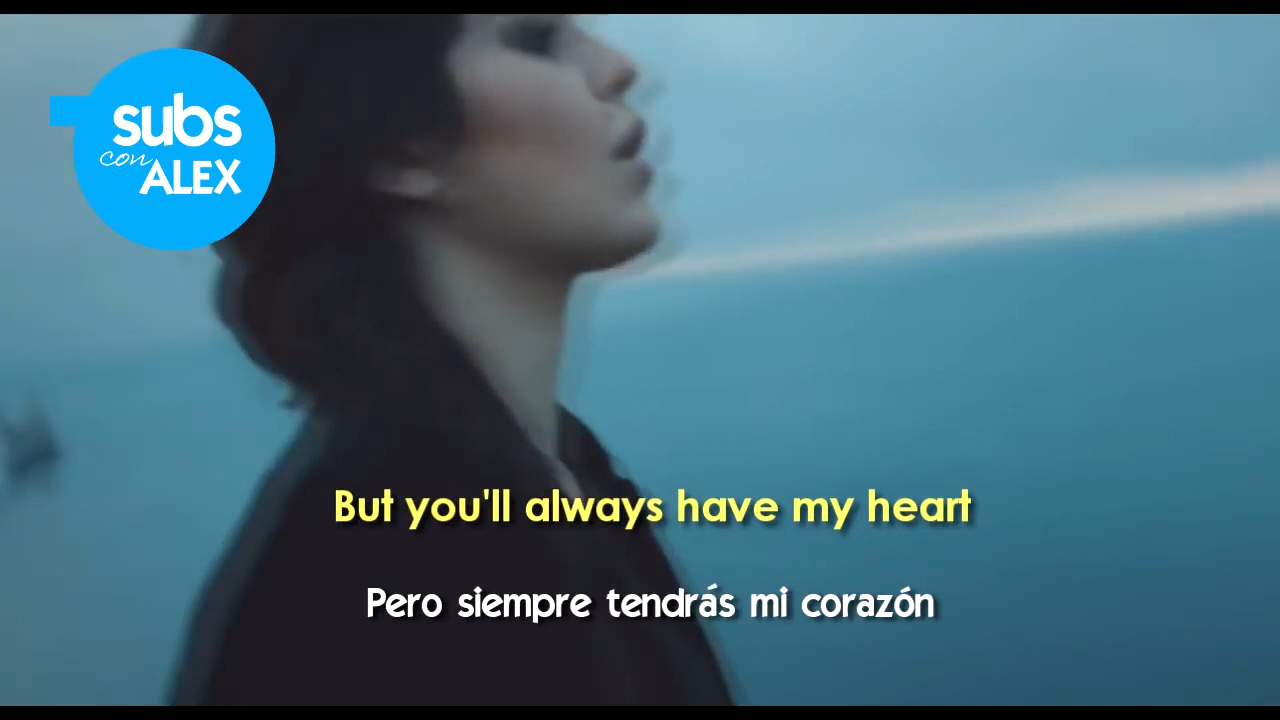 subs
con
ALEX
But you'll always have my heart
Pero siempre tendrás mi corazón